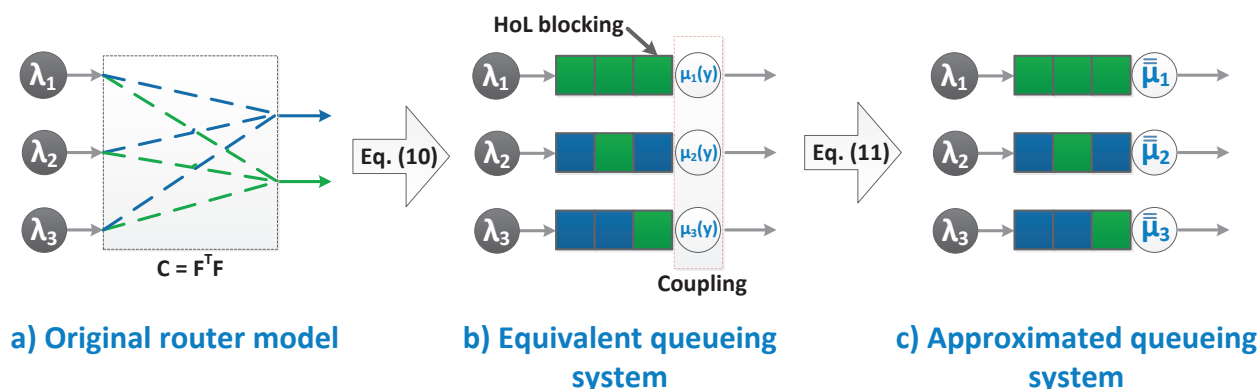 HoL blocking
λ1
λ2
λ3
C = FᵀF
Eq. (10)
λ1
μ1(y)
λ2
μ2(y)
λ3
μ3(y)
Coupling
Eq. (11)
λ1
μ̿1
λ2
μ̿2
λ3
μ̿3
a) Original router model
b) Equivalent queueing
system
c) Approximated queueing
system